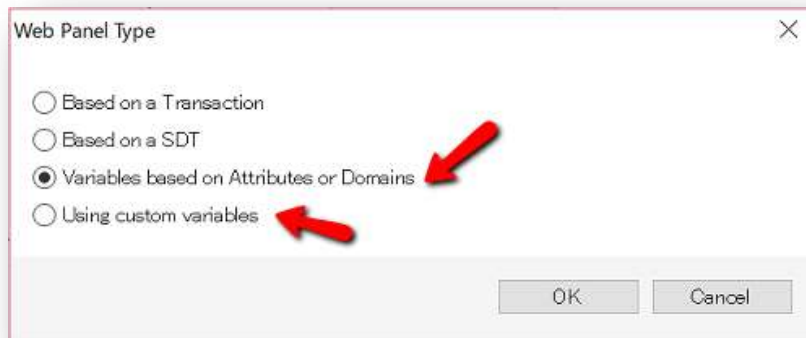 Web Panel Type
Based on a Transaction
Based on a SDT
Variables based on Attributes or Domains
Using custom variables
OK Cancel